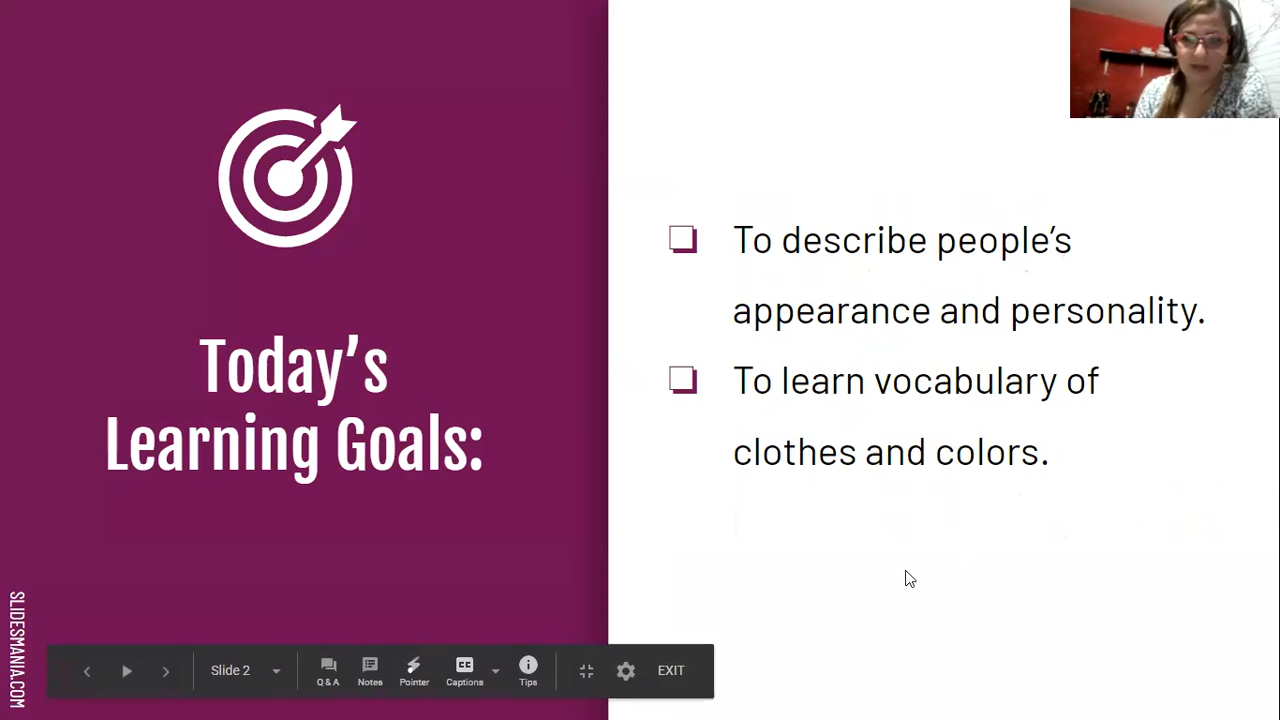 Today's
Learning Goals:
To describe people's
appearance and personality.
To learn vocabulary of
clothes and colors.
SLIDESMANIA.COM
Slide 2
Q & A
Notes
Pointer
CC
Captions
Tips
EXIT